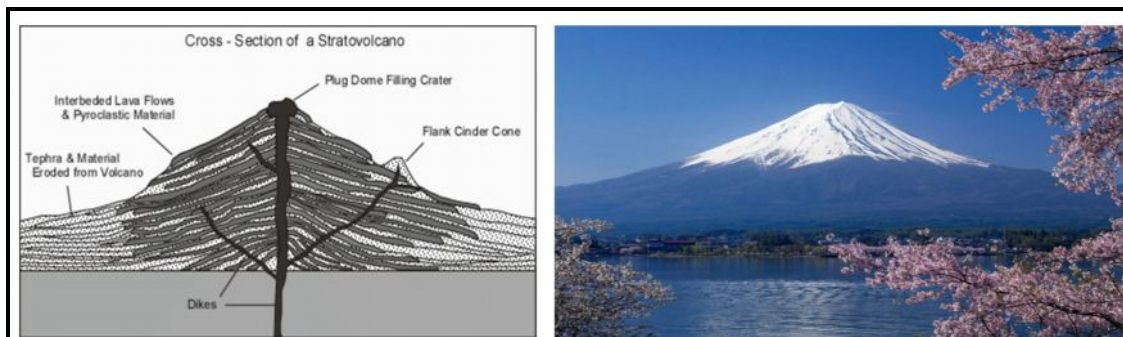 Cross - Section of a Stratovolcano
Plug Dome Filling Crater
Interbeded Lava Flows
& Pyroclastic Material
Flank Cinder Cone
Tephra & Material
Eroded from Volcano
Dikes